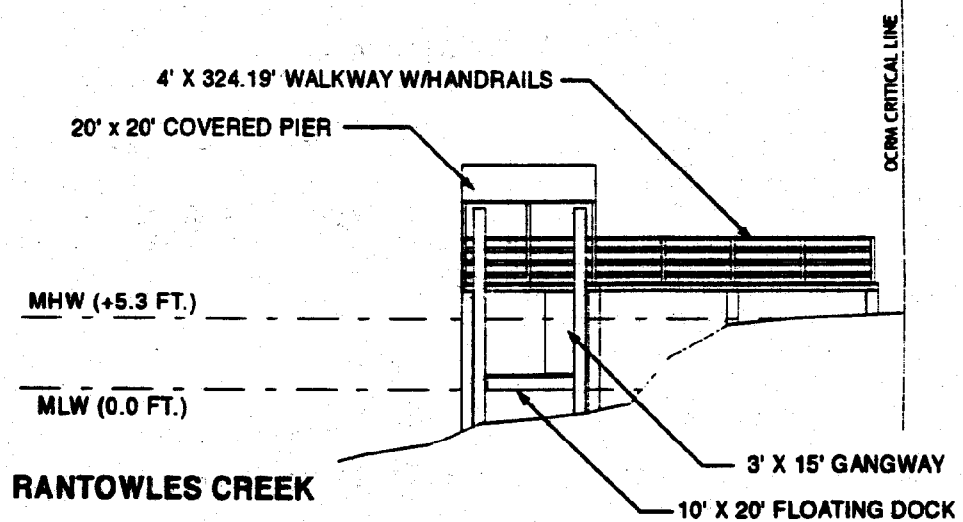 4' X 324.19' WALKWAY W/HANDRAILS
20' x 20' COVERED PIER
OCRM CRITICAL LINE
MHW (+5.3 FT.)
MLW (0.0 FT.)
3' X 15' GANGWAY
RANTOWLES CREEK
10' X 20' FLOATING DOCK